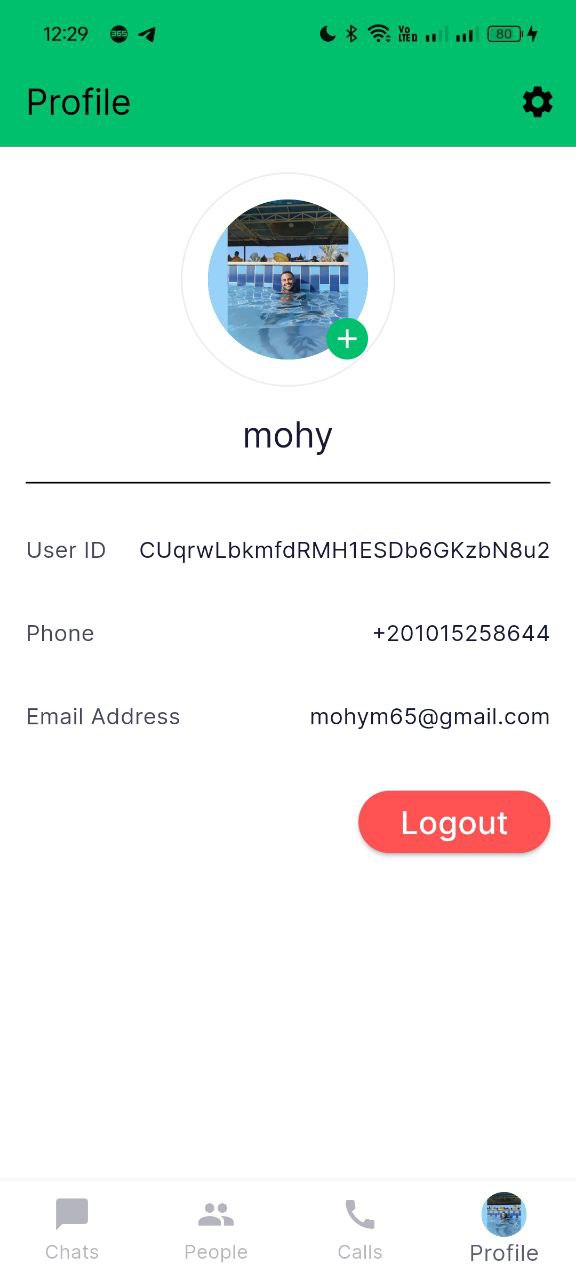 12:29 365 Vo LTE 80
Profile
mohy
User ID CUqrwLbkmfdRMH1ESDb6GKzbN8u2
Phone +201015258644
Email Address mohym65@gmail.com
Logout
Chats People Calls Profile